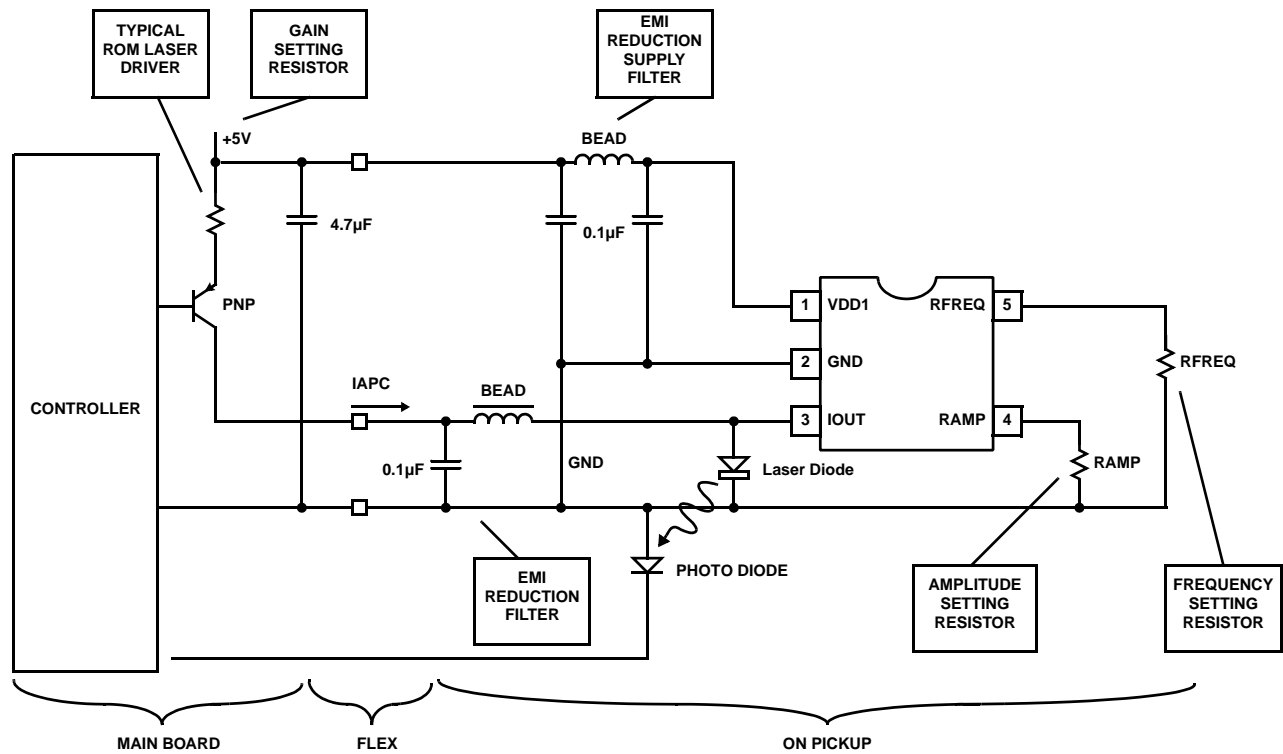 TYPICAL
ROM LASER
DRIVER
GAIN
SETTING
RESISTOR
EMI
REDUCTION
SUPPLY
FILTER
+5V
BEAD
4.7µF
0.1µF
PNP
1
VDD1
RFREQ
5
2
GND
RFREQ
IAPC
BEAD
CONTROLLER
3
IOUT
RAMP
4
0.1µF
GND
Laser Diode
RAMP
PHOTO DIODE
EMI
REDUCTION
FILTER
AMPLITUDE
SETTING
RESISTOR
FREQUENCY
SETTING
RESISTOR
MAIN BOARD
FLEX
ON PICKUP